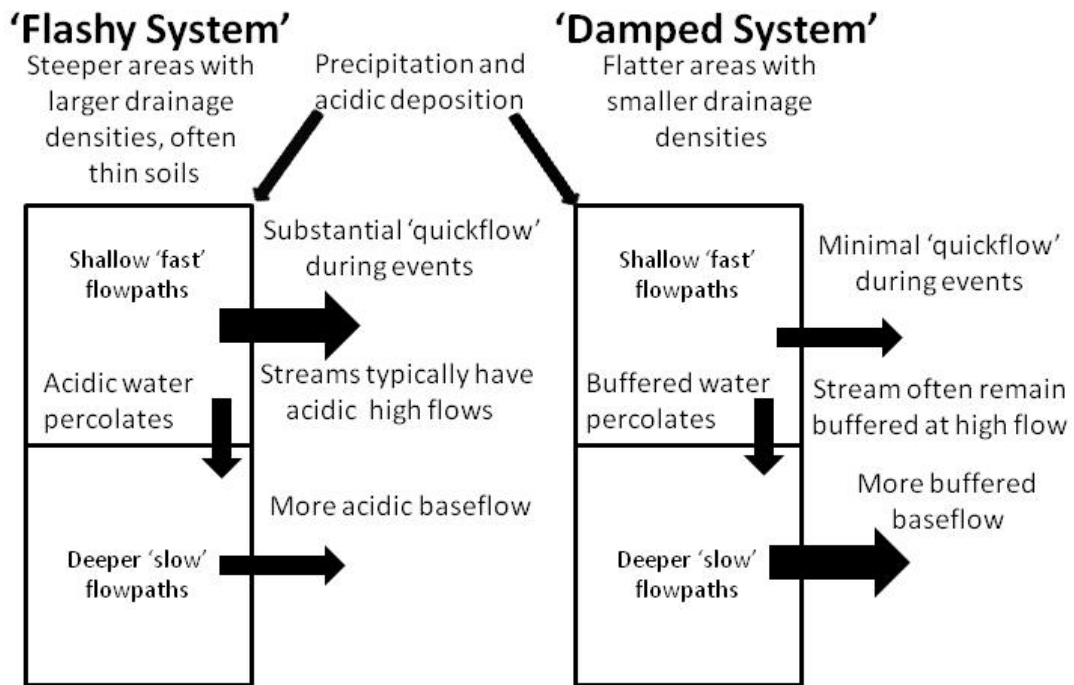 ‘Flashy System’
Steeper areas with
larger drainage
densities, often
thin soils
Precipitation and
acidic deposition
‘Damped System’
Flatter areas with
smaller drainage
densities
Shallow ‘fast’
flowpaths
Substantial ‘quickflow’
during events
Acidic water
percolates
Streams typically have
acidic high flows
Deeper ‘slow’
flowpaths
More acidic baseflow
Shallow ‘fast’
flowpaths
Minimal ‘quickflow’
during events
Buffered water
percolates
Stream often remain
buffered at high flow
Deeper ‘slow’
flowpaths
More buffered
baseflow